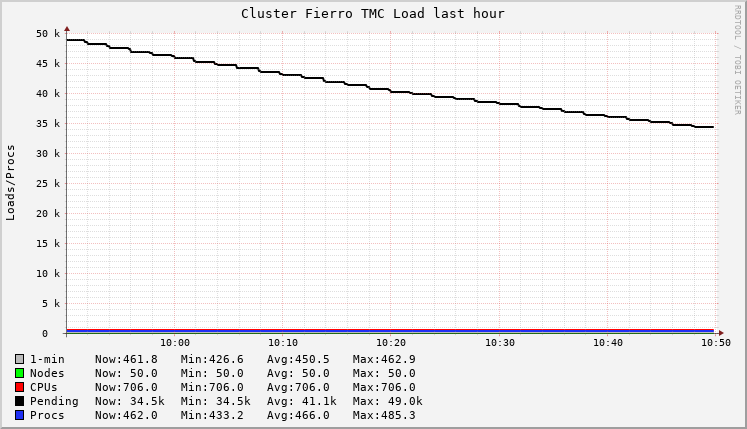 Cluster Fierro TMC Load last hour
RRDTOOL / TOBI OETIKER
Loads/Procs
50 k
45 k
40 k
35 k
30 k
25 k
20 k
15 k
10 k
5 k
0
10:00 10:10 10:20 10:30 10:40 10:50
1-min Now:461.8 Min:426.6 Avg:450.5 Max:462.9
Nodes Now: 50.0 Min: 50.0 Avg: 50.0 Max: 50.0
CPUs Now:706.0 Min:706.0 Avg:706.0 Max:706.0
Pending Now: 34.5k Min: 34.5k Avg: 41.1k Max: 49.0k
Procs Now:462.0 Min:433.2 Avg:466.0 Max:485.3